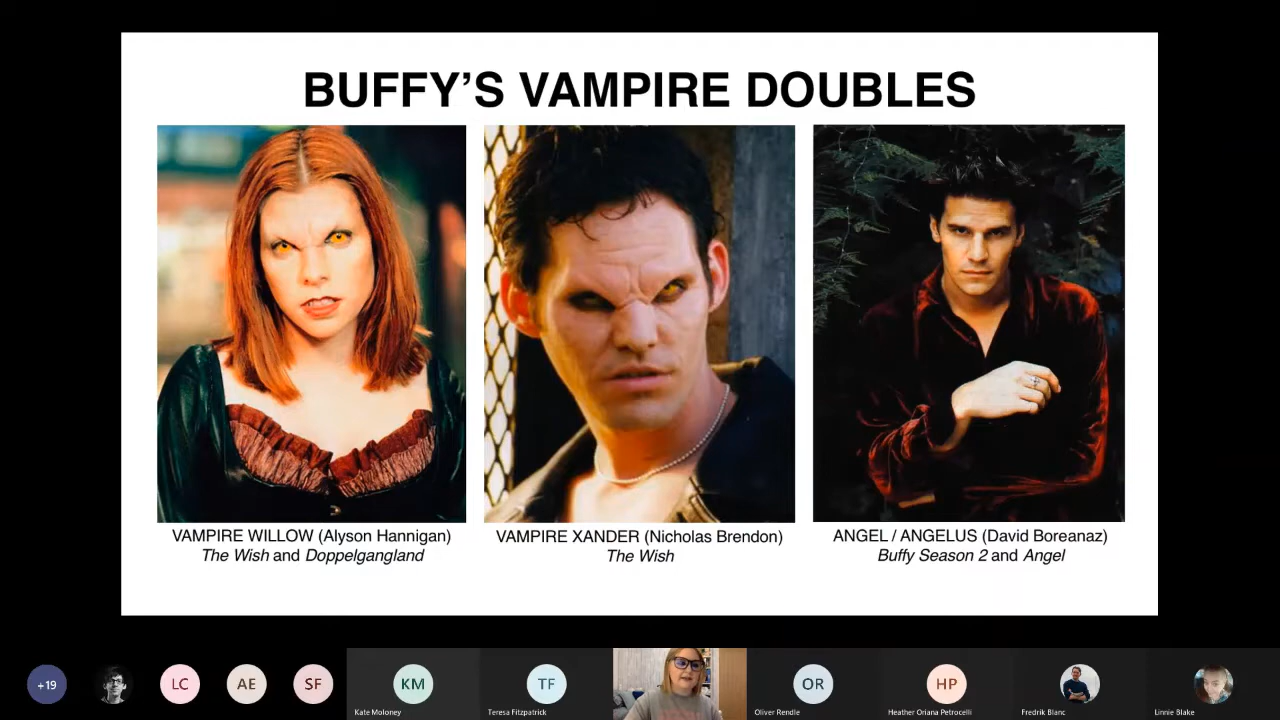 BUFFY'S VAMPIRE DOUBLES
VAMPIRE WILLOW (Alyson Hannigan)
The Wish and Doppelgangland
VAMPIRE XANDER (Nicholas Brendon)
The Wish
ANGEL / ANGELUS (David Boreanaz)
Buffy Season 2 and Angel
+19
LC
AE
SF
KM
Kate Moloney
TF
Teresa Fitzpatrick
OR
Oliver Rendle
HP
Heather Oriana Petrocelli
Fredrik Blanc
Linnie Blake